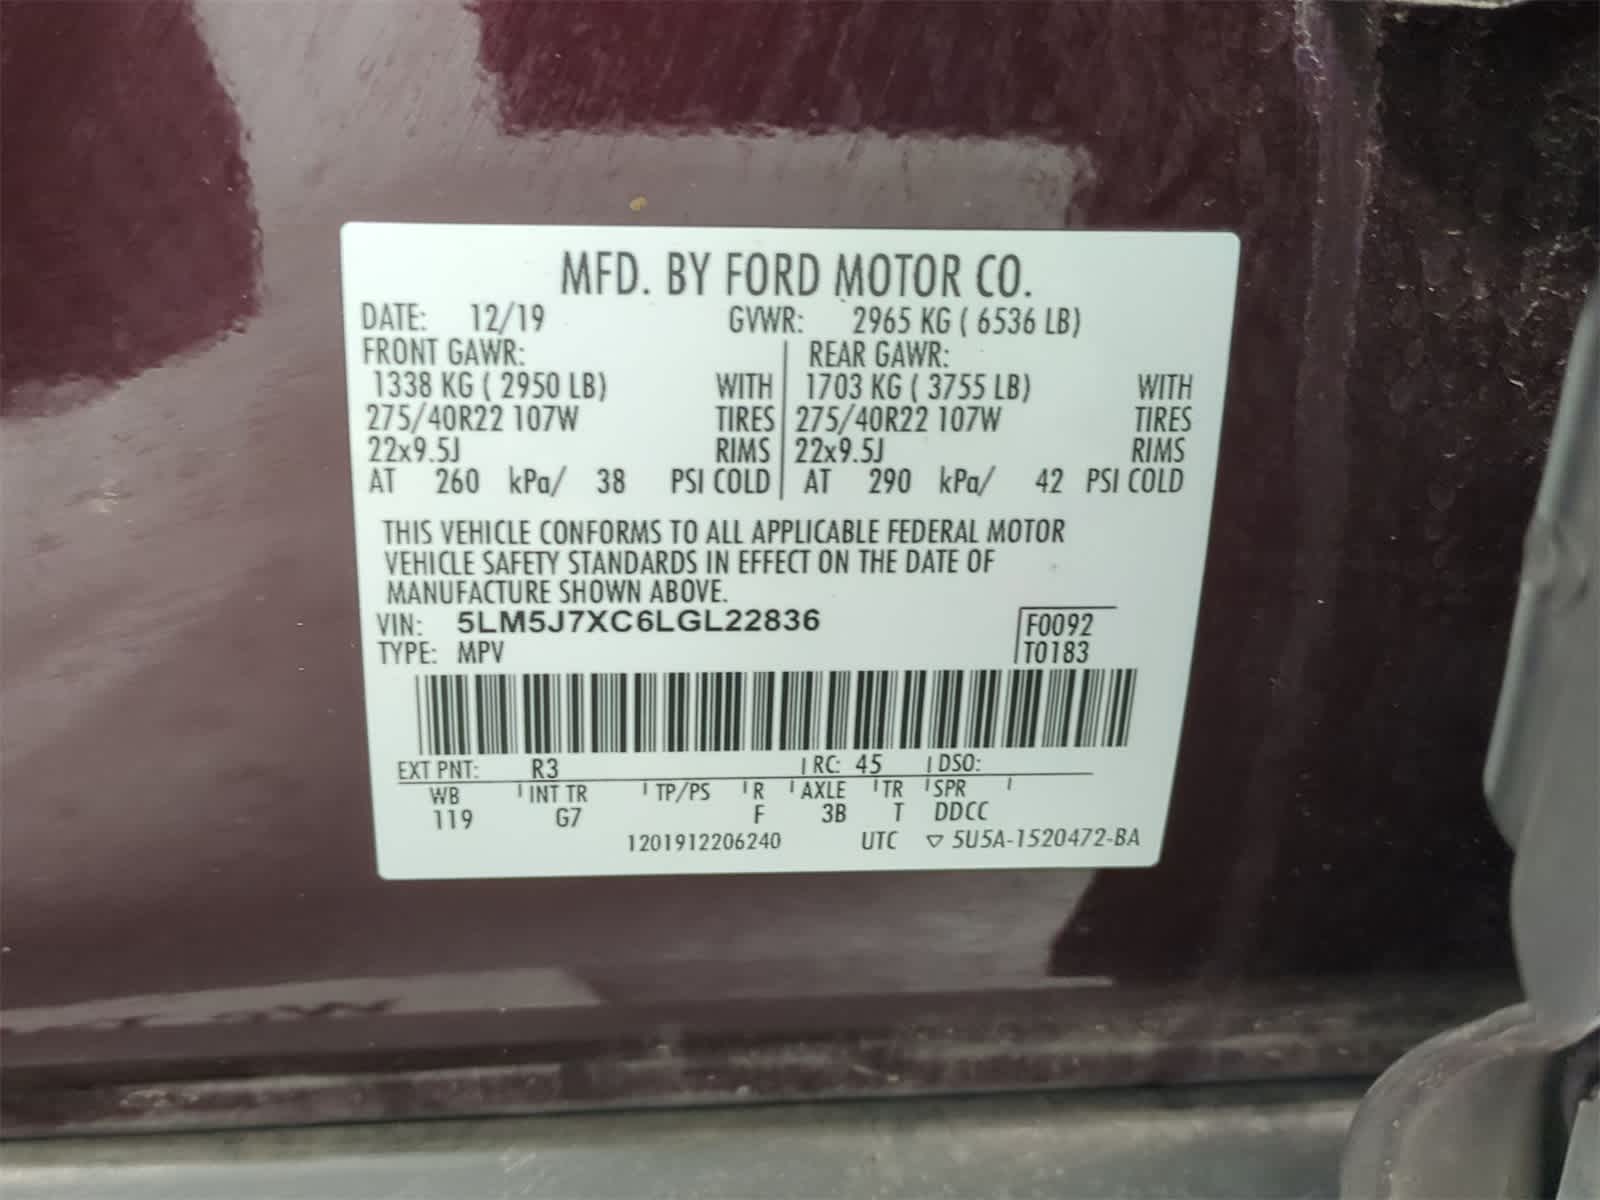 MFD. BY FORD MOTOR CO.
DATE: 12/19 GVWR: 2965 KG ( 6536 LB)
FRONT GAWR: REAR GAWR:
1338 KG ( 2950 LB) WITH 1703 KG ( 3755 LB) WITH
275/40R22 107W TIRES 275/40R22 107W TIRES
22x9.5J RIMS 22x9.5J RIMS
AT 260 kPa/ 38 PSI COLD AT 290 kPa/ 42 PSI COLD
THIS VEHICLE CONFORMS TO ALL APPLICABLE FEDERAL MOTOR
VEHICLE SAFETY STANDARDS IN EFFECT ON THE DATE OF
MANUFACTURE SHOWN ABOVE.
VIN: 5LM5J7XC6LGL22836 F0092
TYPE: MPV T0183
EXT PNT: R3 RC: 45 DSO:
WB INT TR TP/PS R AXLE TR SPR
119 G7 F 3B T DDCC
1201912206240 UTC ▽ 5U5A-1520472-BA